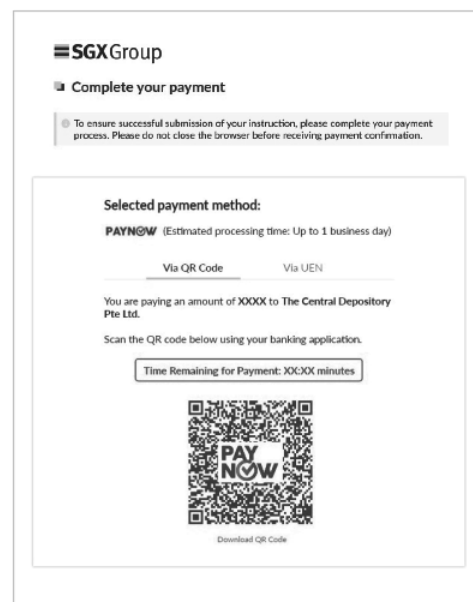 SGXGroup
Complete your payment
To ensure successful submission of your instruction, please complete your payment
process. Please do not close the browser before receiving payment confirmation.
Selected payment method:
PAYNOW (Estimated processing time: Up to 1 business day)
Via QR Code Via UEN
You are paying an amount of XXXX to The Central Depository
Pte Ltd.
Scan the QR code below using your banking application.
Time Remaining for Payment: XX:XX minutes
PAY
NOW
Download QR Code